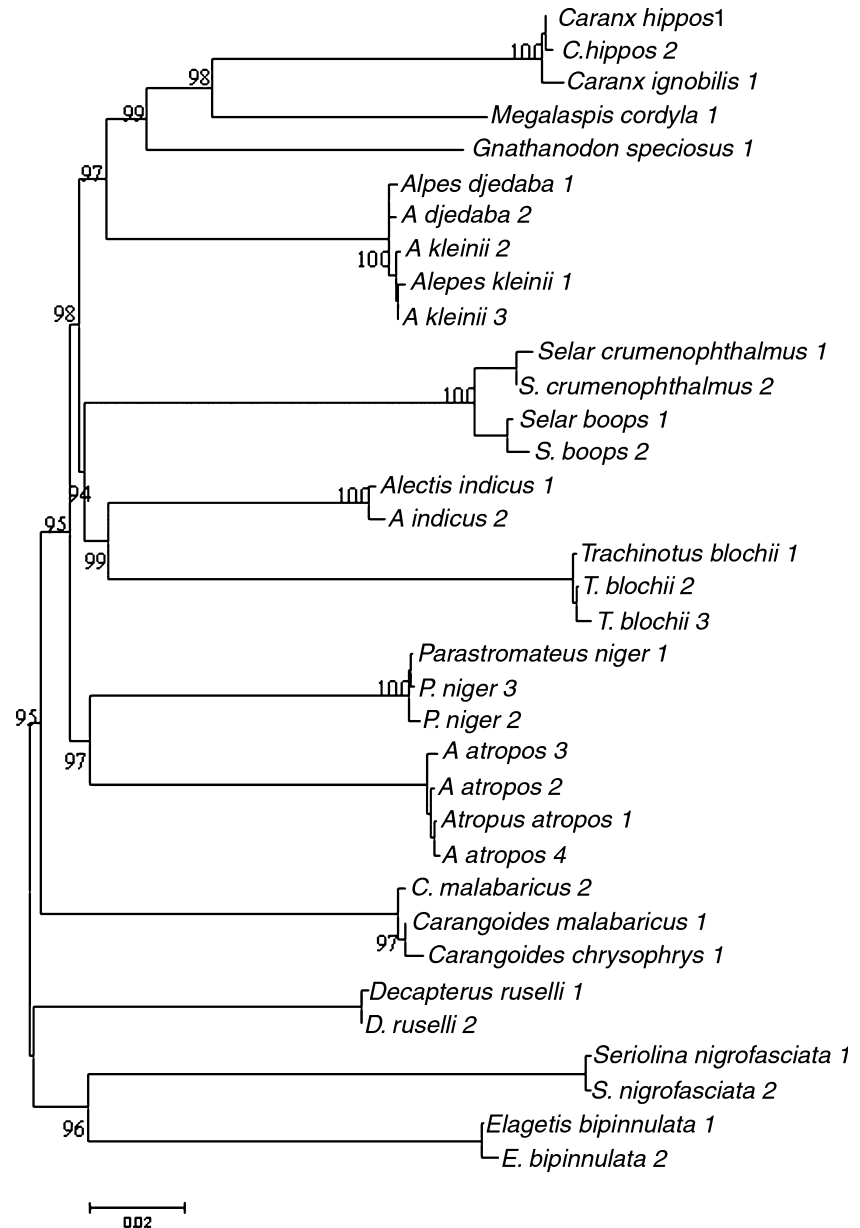 Caranx hippos1
100
C.hippos 2
98
Caranx ignobilis 1
99
Megalaspis cordyla 1
Gnathanodon speciosus 1
97
Alpes djedaba 1
A djedaba 2
A kleinii 2
100
Alepes kleinii 1
98
A kleinii 3
Selar crumenophthalmus 1
S. crumenophthalmus 2
100
Selar boops 1
S. boops 2
Alectis indicus 1
94
100
A indicus 2
95
Trachinotus blochii 1
99
T. blochii 2
T. blochii 3
Parastromateus niger 1
100
P. niger 3
95
P. niger 2
A atropos 3
97
A atropos 2
Atropus atropos 1
A atropos 4
C. malabaricus 2
Carangoides malabaricus 1
97
Carangoides chrysophrys 1
Decapterus ruselli 1
D. ruselli 2
Seriolina nigrofasciata 1
S. nigrofasciata 2
Elagetis bipinnulata 1
96
E. bipinnulata 2
0.02